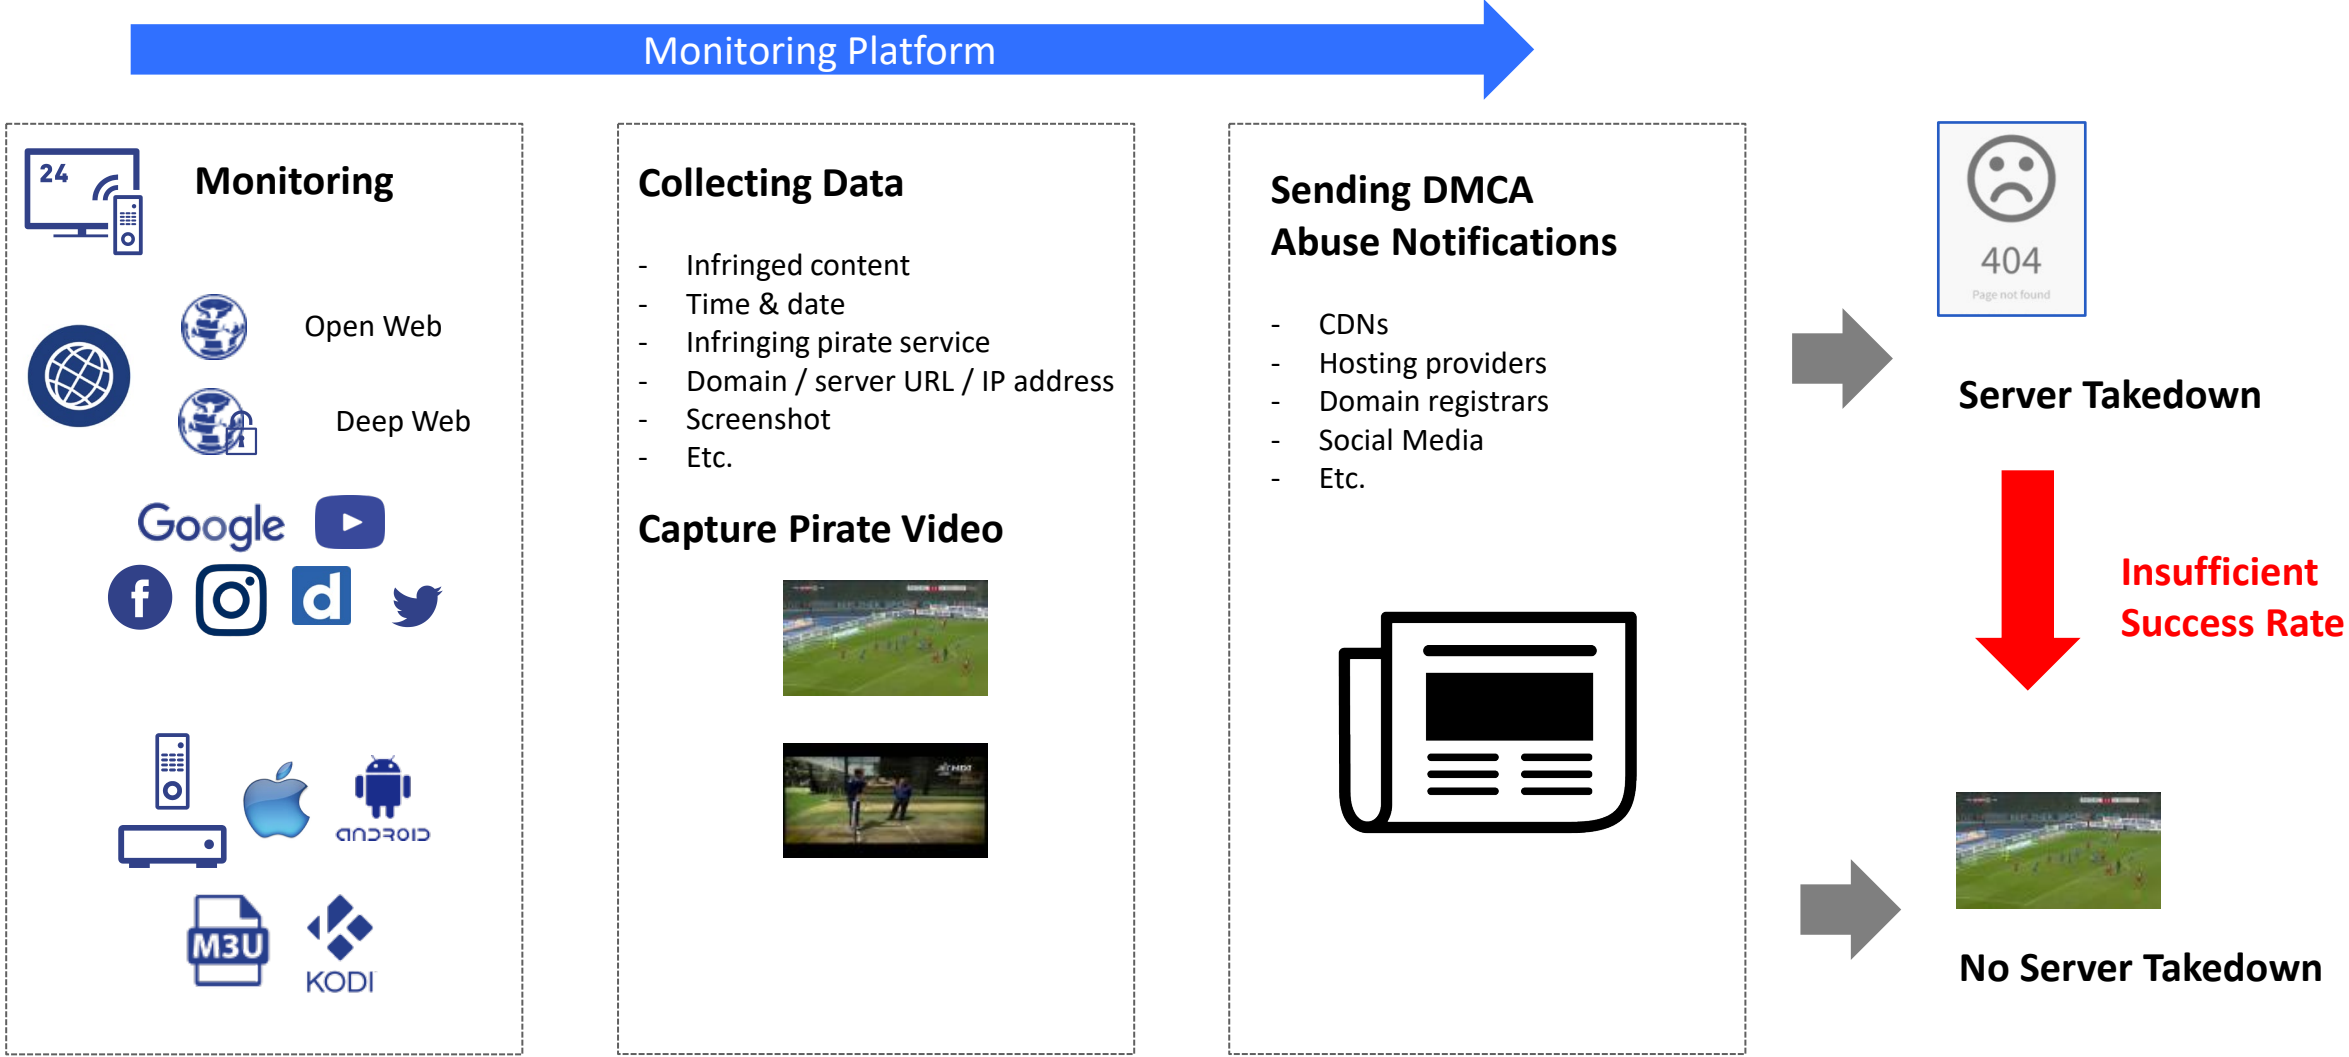 Monitoring Platform
24
Monitoring
Open Web
Deep Web
Google
f
d
ANDROID
M3U
KODI
Collecting Data
- Infringed content
- Time & date
- Infringing pirate service
- Domain / server URL / IP address
- Screenshot
- Etc.
Capture Pirate Video
Sending DMCA
Abuse Notifications
- CDNs
- Hosting providers
- Domain registrars
- Social Media
- Etc.
404
Page not found
Server Takedown
Insufficient
Success Rate
No Server Takedown